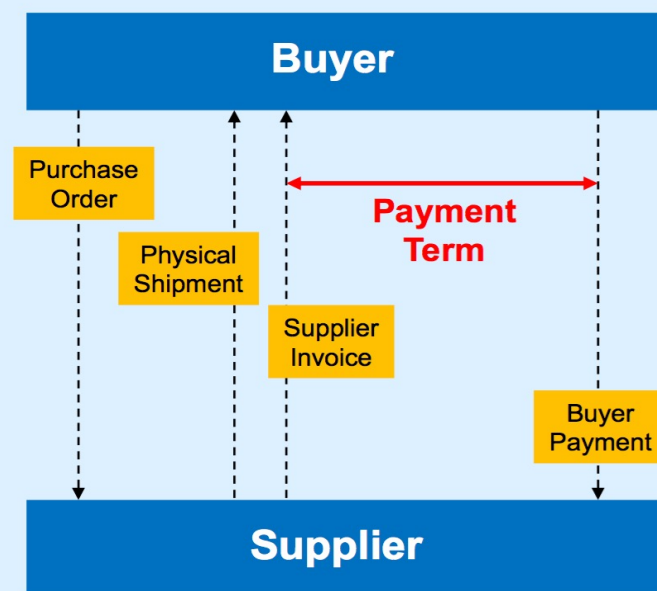 Buyer
Purchase
Order
Payment
Term
Physical
Shipment
Supplier
Invoice
Buyer
Payment
Supplier